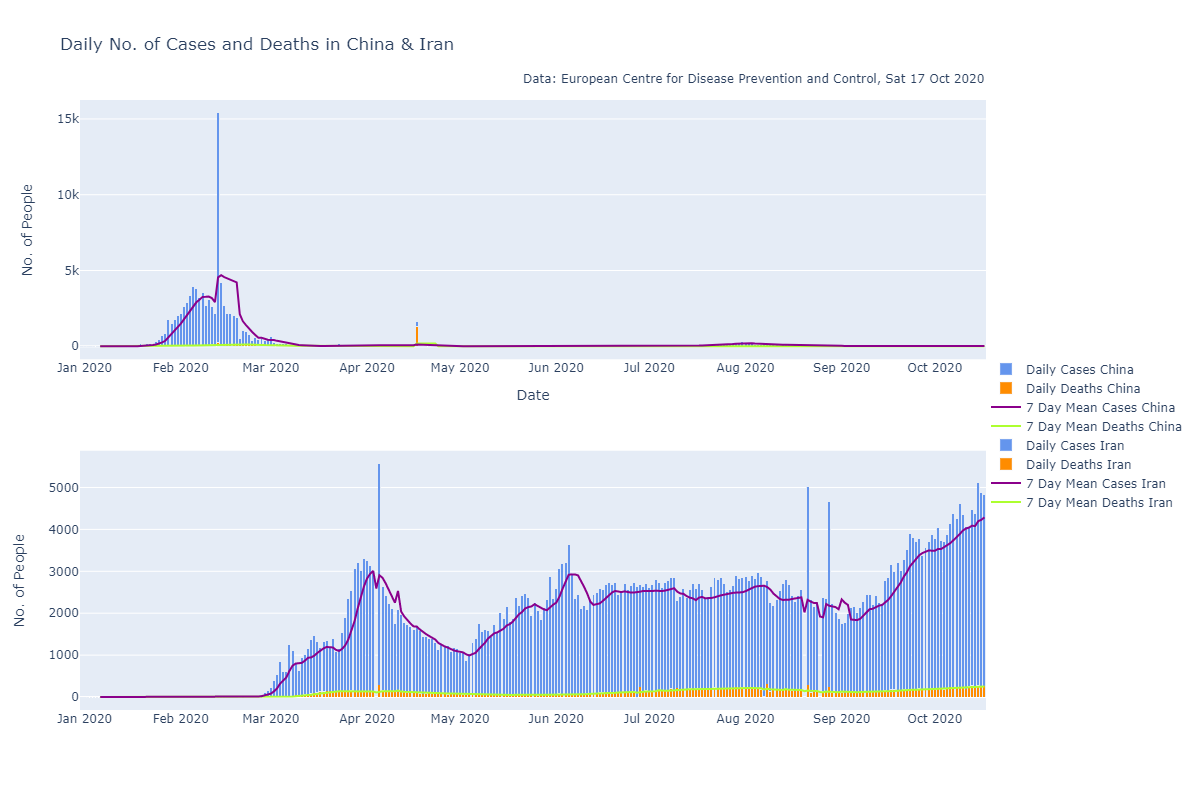 Daily No. of Cases and Deaths in China & Iran
Data: European Centre for Disease Prevention and Control, Sat 17 Oct 2020
15k
10k
5k
0
No. of People
Jan 2020 Feb 2020 Mar 2020 Apr 2020 May 2020 Jun 2020 Jul 2020 Aug 2020 Sep 2020 Oct 2020
Date
Daily Cases China
Daily Deaths China
7 Day Mean Cases China
7 Day Mean Deaths China
Daily Cases Iran
Daily Deaths Iran
7 Day Mean Cases Iran
7 Day Mean Deaths Iran
5000
4000
3000
2000
1000
0
No. of People
Jan 2020 Feb 2020 Mar 2020 Apr 2020 May 2020 Jun 2020 Jul 2020 Aug 2020 Sep 2020 Oct 2020